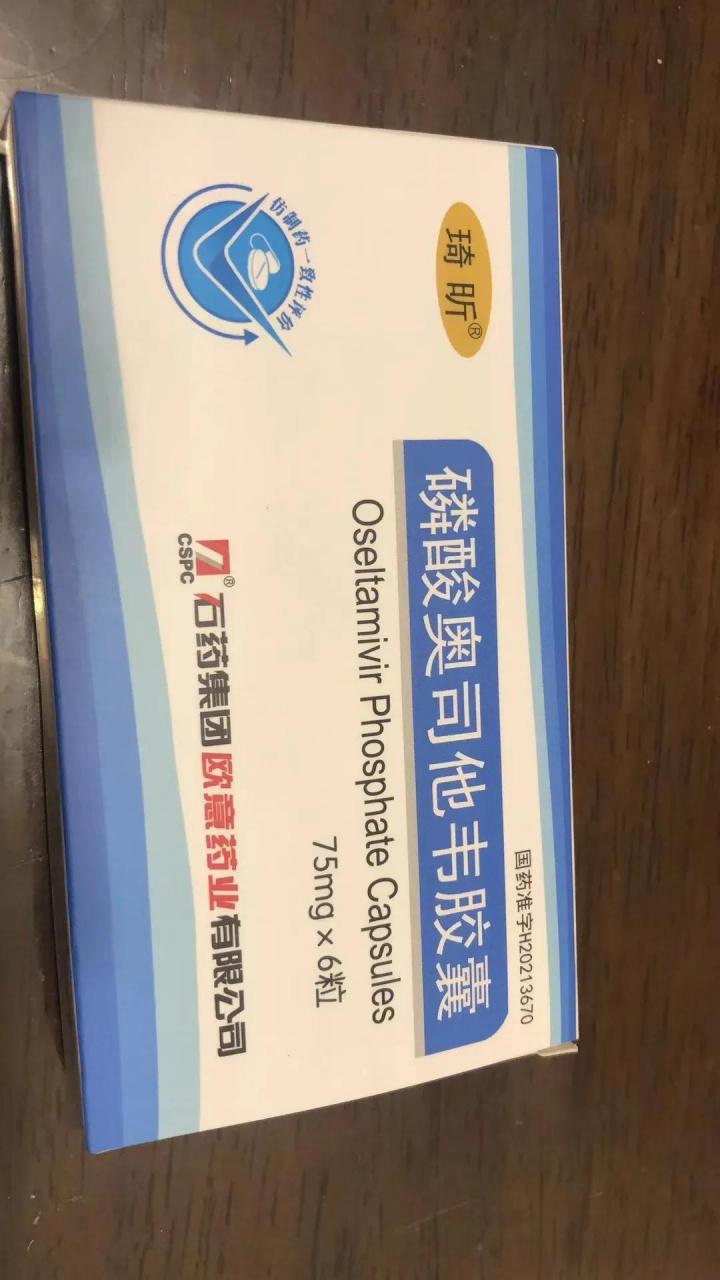 国药准字H20213670
琦昕®
磷酸奥司他韦胶囊
Oseltamivir Phosphate Capsules
75mg×6粒
仿制药一致性评价
®
CSPC
石药集团欧意药业有限公司